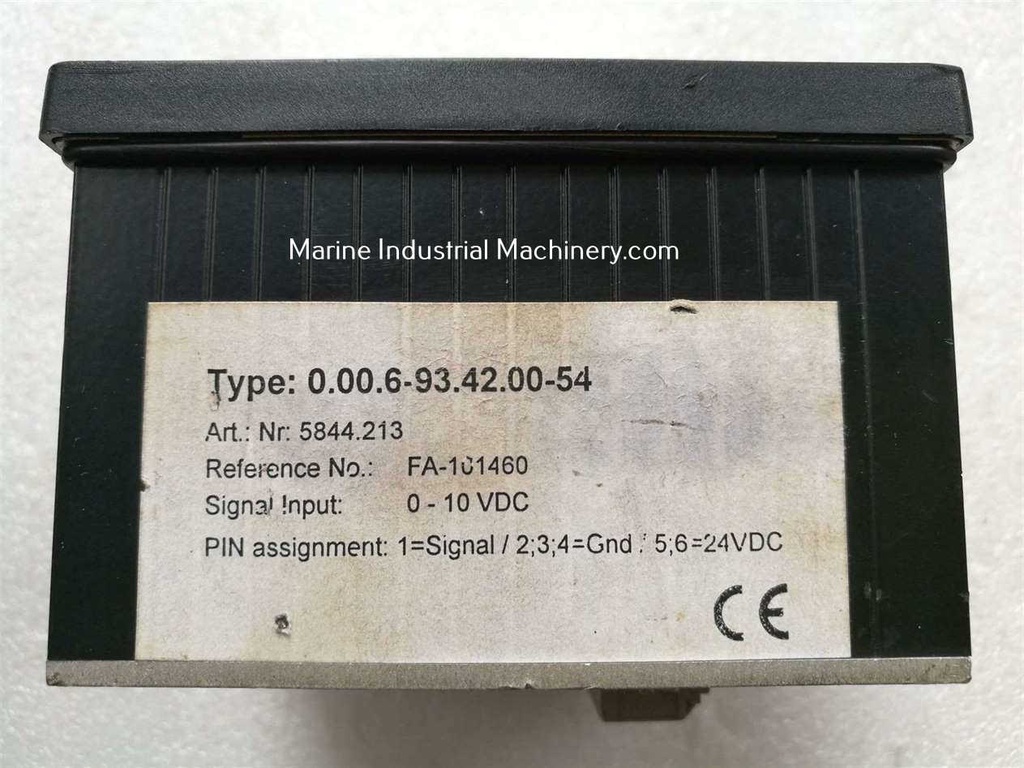 Marine Industrial Machinery.com
Type: 0.00.6-93.42.00-54
Art.: Nr: 5844.213
Reference No.: FA-101460
Signal Input: 0 - 10 VDC
PIN assignment: 1=Signal / 2;3;4=Gnd / 5;6=24VDC
CE